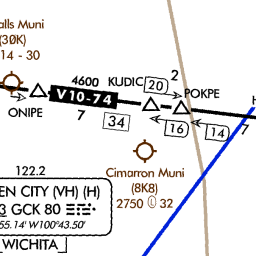 alls Muni
(30K)
14 - 30
4600
KUDIC
20
2
POKPE
V10-74
ONIPE
7
34
16
14
7
H
Cimarron Muni
(8K8)
2750 Ⓛ 32
122.2
EN CITY (VH) (H)
GCK 80
55.14' W100°43.50'
WICHITA